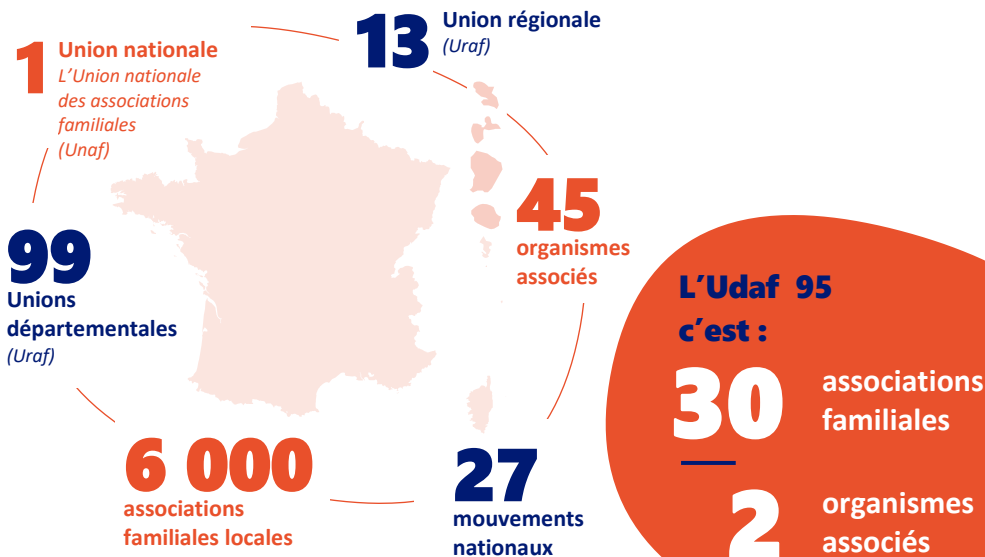 1
Union nationale
L'Union nationale
des associations
familiales
(Unaf)
13
Union régionale
(Uraf)
45
organismes
associés
99
Unions
départementales
(Uraf)
6 000
associations
familiales locales
27
mouvements
nationaux
L'Udaf 95
c'est :
30
associations
familiales
2
organismes
associés